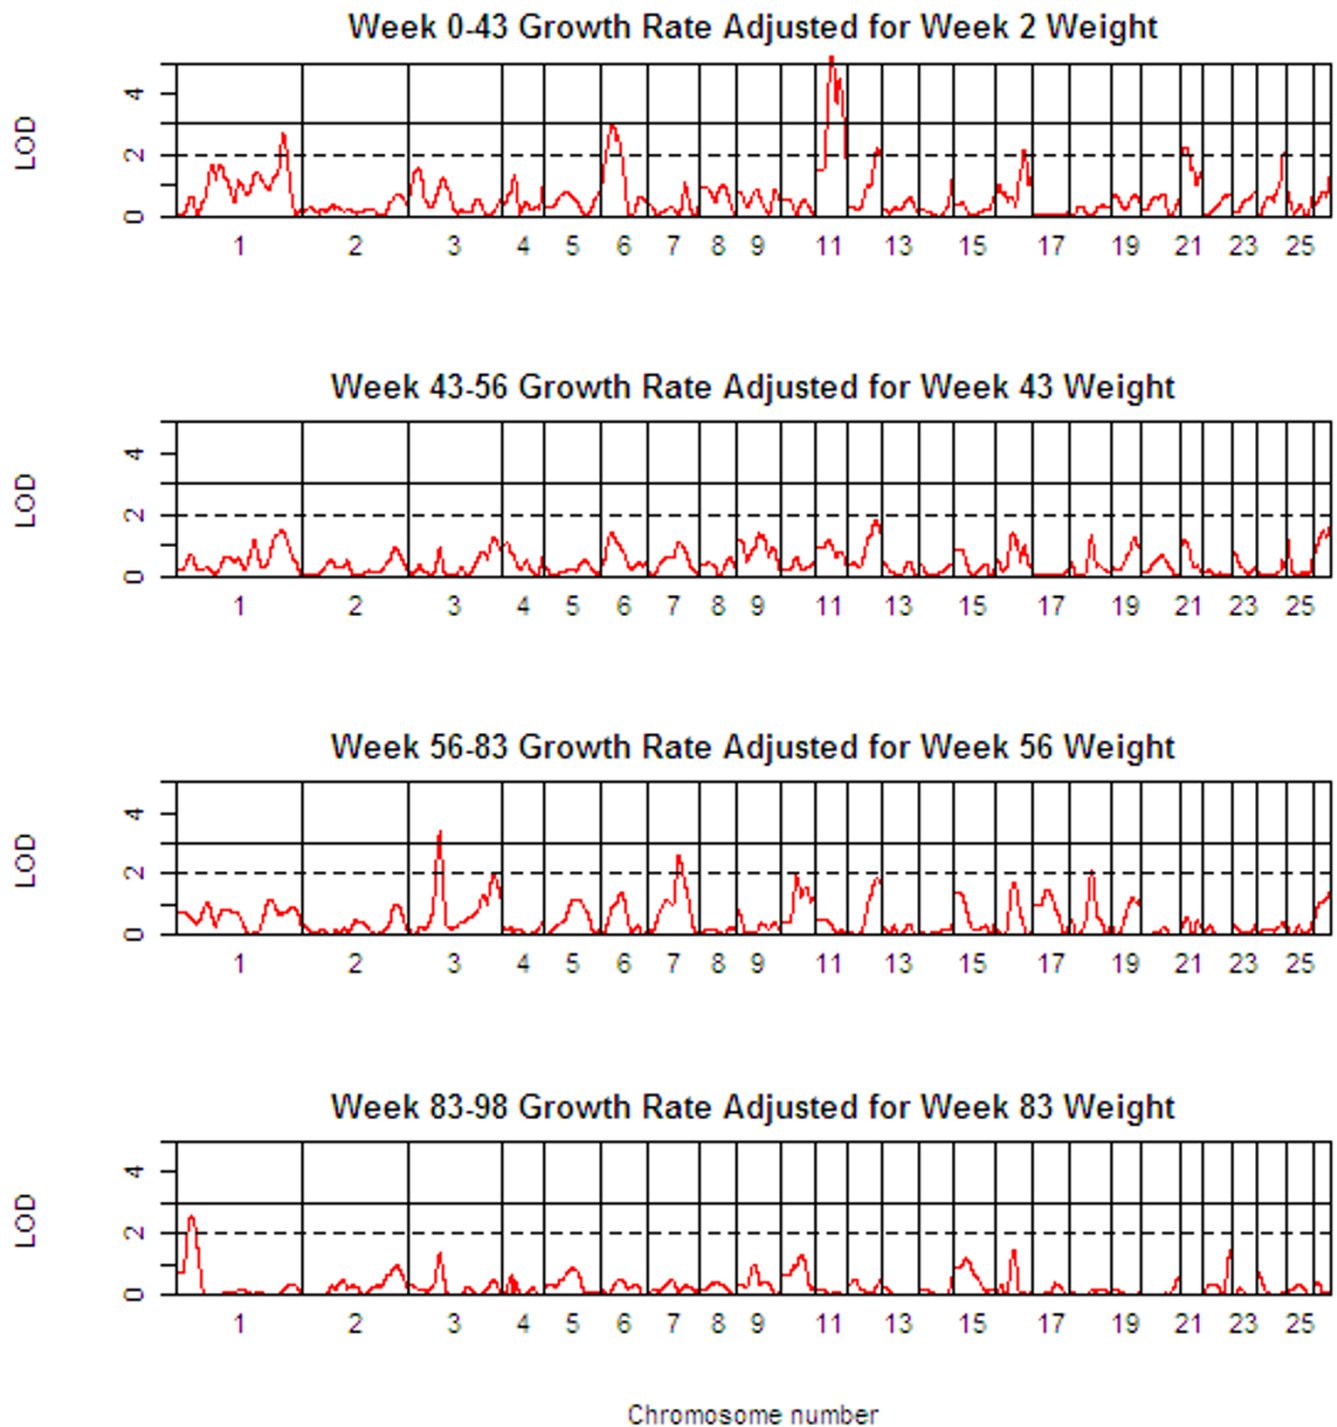 Week 0-43 Growth Rate Adjusted for Week 2 Weight
LOD
4
2
0
1 2 3 4 5 6 7 8 9 11 13 15 17 19 21 23 25
Week 43-56 Growth Rate Adjusted for Week 43 Weight
LOD
4
2
0
1 2 3 4 5 6 7 8 9 11 13 15 17 19 21 23 25
Week 56-83 Growth Rate Adjusted for Week 56 Weight
LOD
4
2
0
1 2 3 4 5 6 7 8 9 11 13 15 17 19 21 23 25
Week 83-98 Growth Rate Adjusted for Week 83 Weight
LOD
4
2
0
1 2 3 4 5 6 7 8 9 11 13 15 17 19 21 23 25
Chromosome number